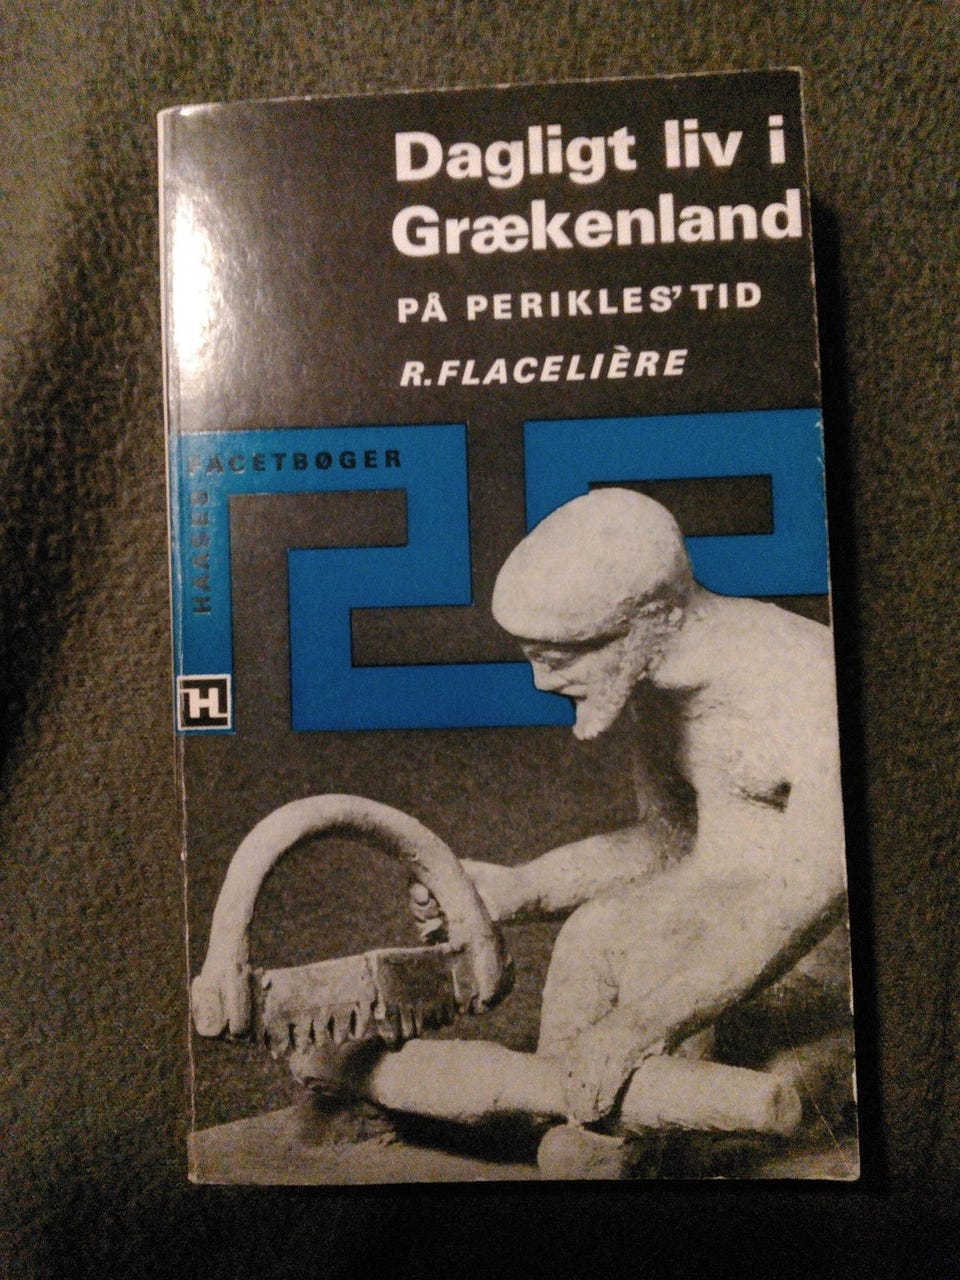 Dagligt liv i
Grækenland
PÅ PERIKLES' TID
R. FLACELIÈRE
HAASES
FACETBØGER
H